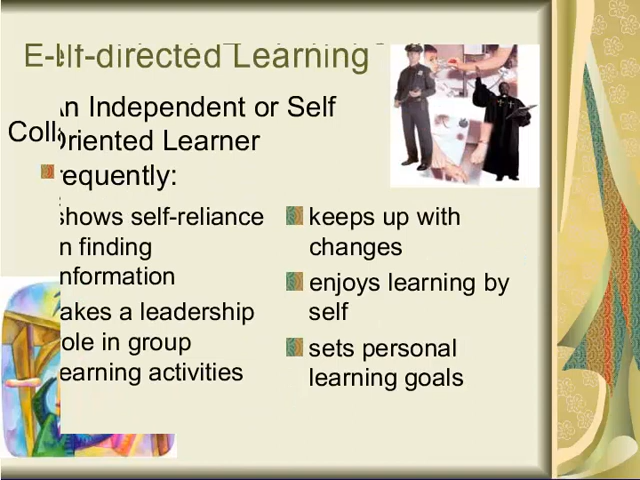 E-lf-directed Learning
n Independent or Self
Coll
Oriented Learner
requently:
shows self-reliance
n finding
nformation
akes a leadership
ole in group
earning activities
keeps up with
changes
enjoys learning by
self
sets personal
learning goals